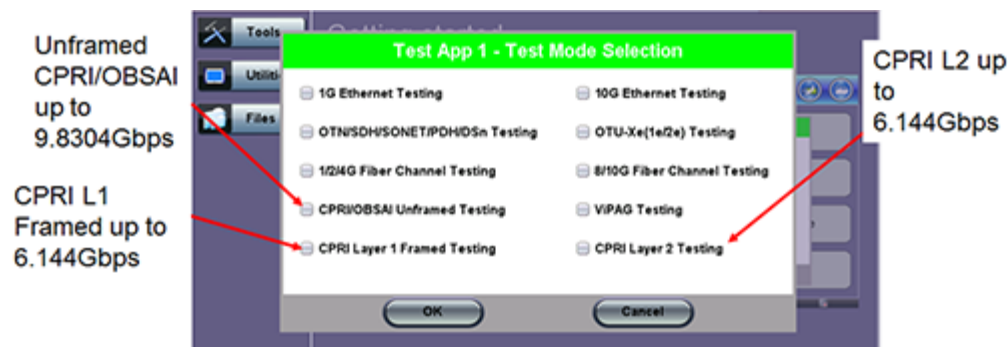 Unframed
CPRI/OBSAI
up to
9.8304Gbps
CPRI L1
Framed up to
6.144Gbps
Tools
Files
Test App 1 - Test Mode Selection
1G Ethernet Testing
10G Ethernet Testing
OTN/SDH/SONET/PDH/DSn Testing
OTU-Xe(1e/2e) Testing
1/2/4G Fiber Channel Testing
8/10G Fiber Channel Testing
CPRI/OBSAI Unframed Testing
ViPAG Testing
CPRI Layer 1 Framed Testing
CPRI Layer 2 Testing
OK
Cancel
CPRI L2 up
to
6.144Gbps